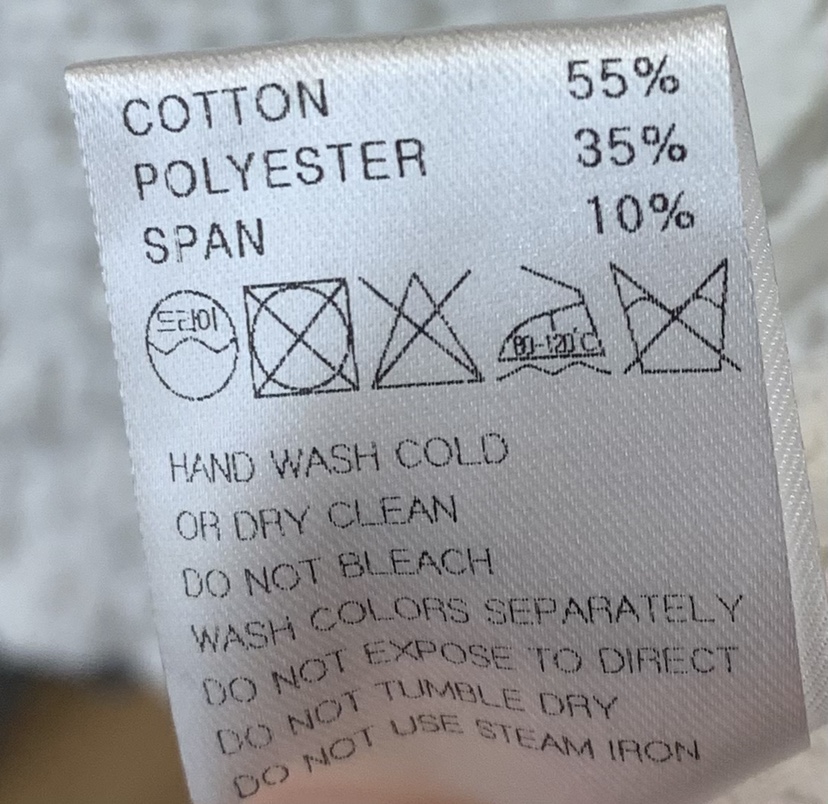 COTTON 55%
POLYESTER 35%
SPAN 10%
드라이 80-120°C
HAND WASH COLD
OR DRY CLEAN
DO NOT BLEACH
WASH COLORS SEPARATELY
DO NOT EXPOSE TO DIRECT
DO NOT TUMBLE DRY
DO NOT USE STEAM IRON